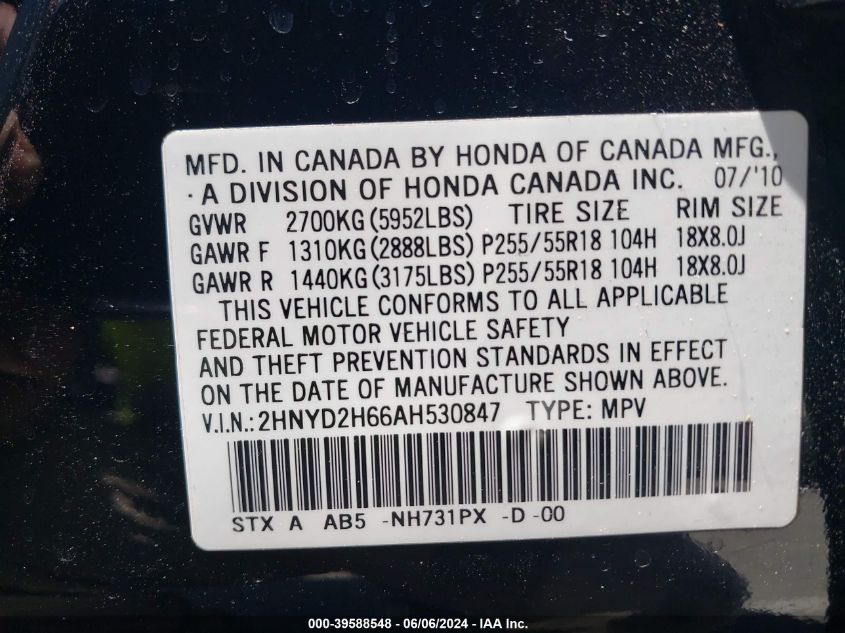 MFD. IN CANADA BY HONDA OF CANADA MFG.,
· A DIVISION OF HONDA CANADA INC. 07/'10
GVWR 2700KG (5952LBS) TIRE SIZE RIM SIZE
GAWR F 1310KG (2888LBS) P255/55R18 104H 18X8.0J
GAWR R 1440KG (3175LBS) P255/55R18 104H 18X8.0J
THIS VEHICLE CONFORMS TO ALL APPLICABLE
FEDERAL MOTOR VEHICLE SAFETY
AND THEFT PREVENTION STANDARDS IN EFFECT
ON THE DATE OF MANUFACTURE SHOWN ABOVE.
V.I.N.: 2HNYD2H66AH530847 TYPE: MPV
STX A AB5 -NH731PX -D -00
000-39588548 - 06/06/2024 - IAA Inc.